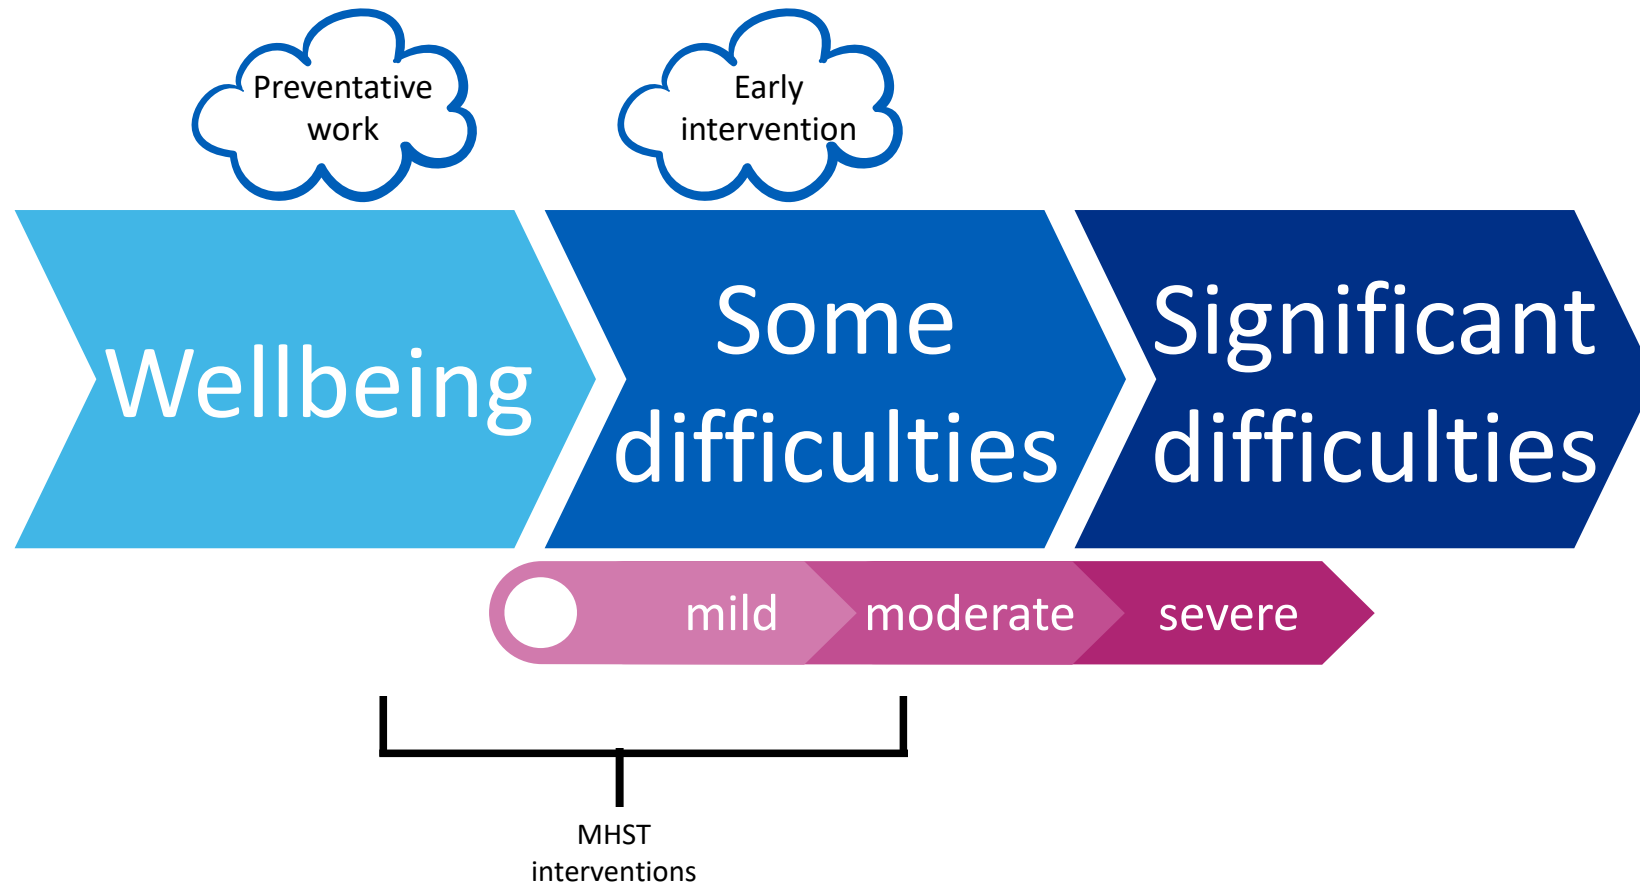 Preventative
work
Early
intervention
Wellbeing
Some
difficulties
Significant
difficulties
mild
moderate
severe
MHST
interventions